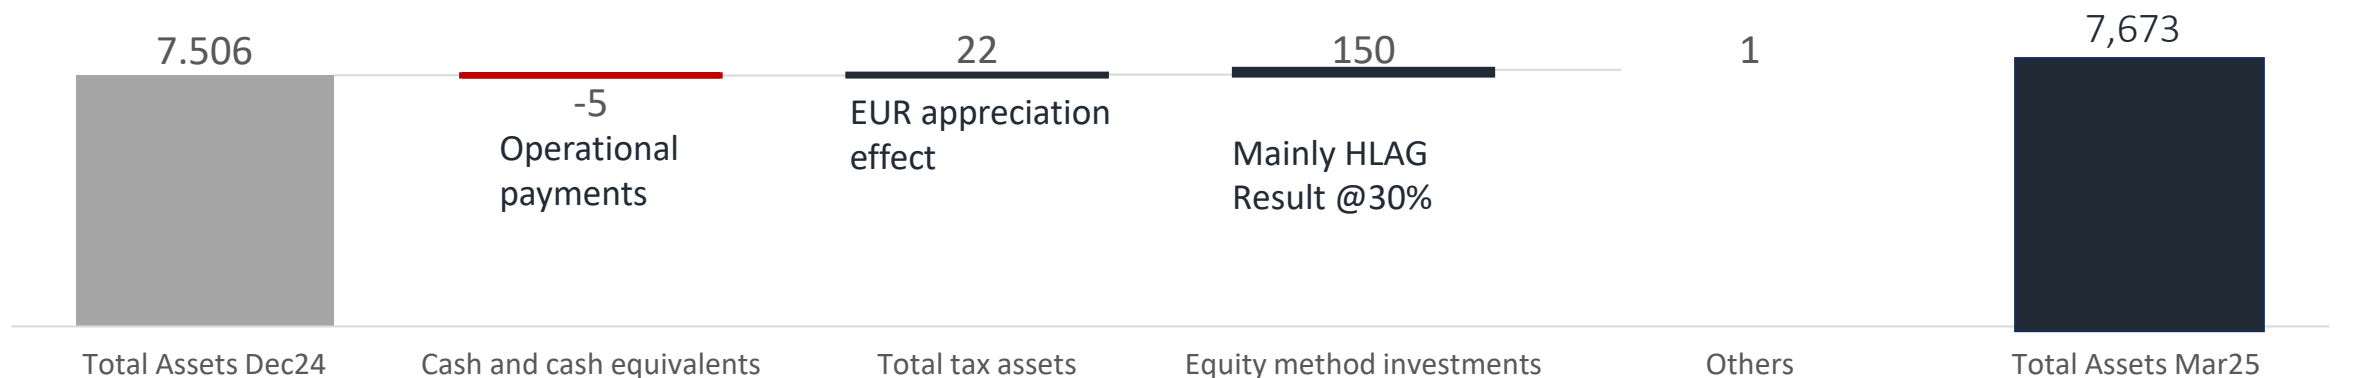 7.506
-5
Operational
payments
22
EUR appreciation
effect
150
Mainly HLAG
Result @30%
1
7,673
Total Assets Dec24
Cash and cash equivalents
Total tax assets
Equity method investments
Others
Total Assets Mar25